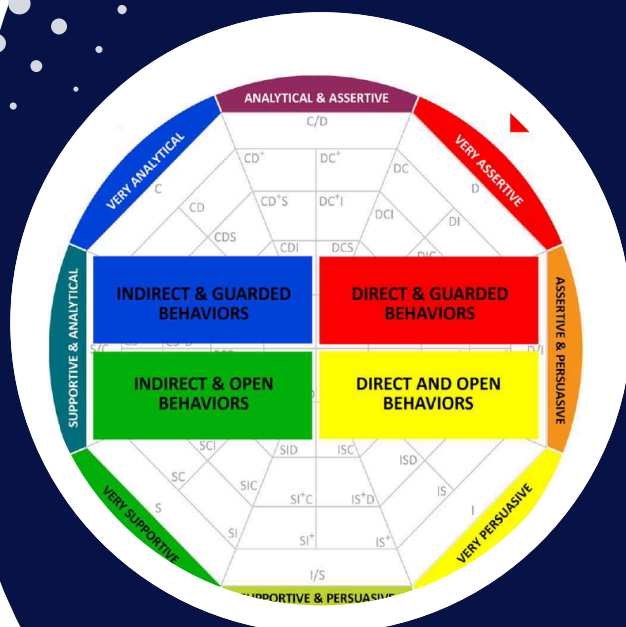 ANALYTICAL & ASSERTIVE
C/D
VERY ANALYTICAL
VERY ASSERTIVE
CD+
DC+
DC
C
D
CD
CD+S
DC+I
DCI
DI
CDS
CDI
DCS
SUPPORTIVE & ANALYTICAL
INDIRECT & GUARDED
BEHAVIORS
DIRECT & GUARDED
BEHAVIORS
ASSERTIVE & PERSUASIVE
S/C
D/I
INDIRECT & OPEN
BEHAVIORS
DIRECT AND OPEN
BEHAVIORS
SCI
SID
ISC
ISD
SC
SIC
IS
SI+C
IS+D
S
I
SI
SI+
IS+
VERY SUPPORTIVE
VERY PERSUASIVE
I/S
SUPPORTIVE & PERSUASIVE